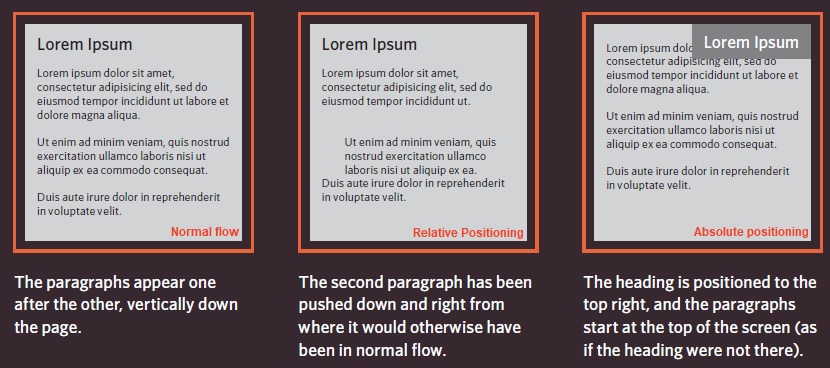 Lorem Ipsum
Lorem ipsum dolor sit amet,
consectetur adipisicing elit, sed do
eiusmod tempor incididunt ut labore et
dolore magna aliqua.
Ut enim ad minim veniam, quis nostrud
exercitation ullamco laboris nisi ut
aliquip ex ea commodo consequat.
Duis aute irure dolor in reprehenderit
in voluptate velit.
Normal flow
The paragraphs appear one
after the other, vertically down
the page.
Lorem Ipsum
Lorem ipsum dolor sit amet,
consectetur adipisicing elit, sed do
eiusmod tempor incididunt ut.
Ut enim ad minim veniam, quis
nostrud exercitation ullamco
laboris nisi ut aliquip ex ea.
Duis aute irure dolor in reprehenderit
in voluptate velit.
Relative Positioning
The second paragraph has been
pushed down and right from
where it would otherwise have
been in normal flow.
Lorem Ipsum
Lorem ipsum dolo
consectetur adipisicing elit, sed do
eiusmod tempor incididunt ut labore et
dolore magna aliqua.
Ut enim ad minim veniam, quis nostrud
exercitation ullamco laboris nisi ut
aliquip ex ea commodo consequat.
Duis aute irure dolor in reprehenderit
in voluptate velit.
Absolute positioning
The heading is positioned to the
top right, and the paragraphs
start at the top of the screen (as
if the heading were not there).